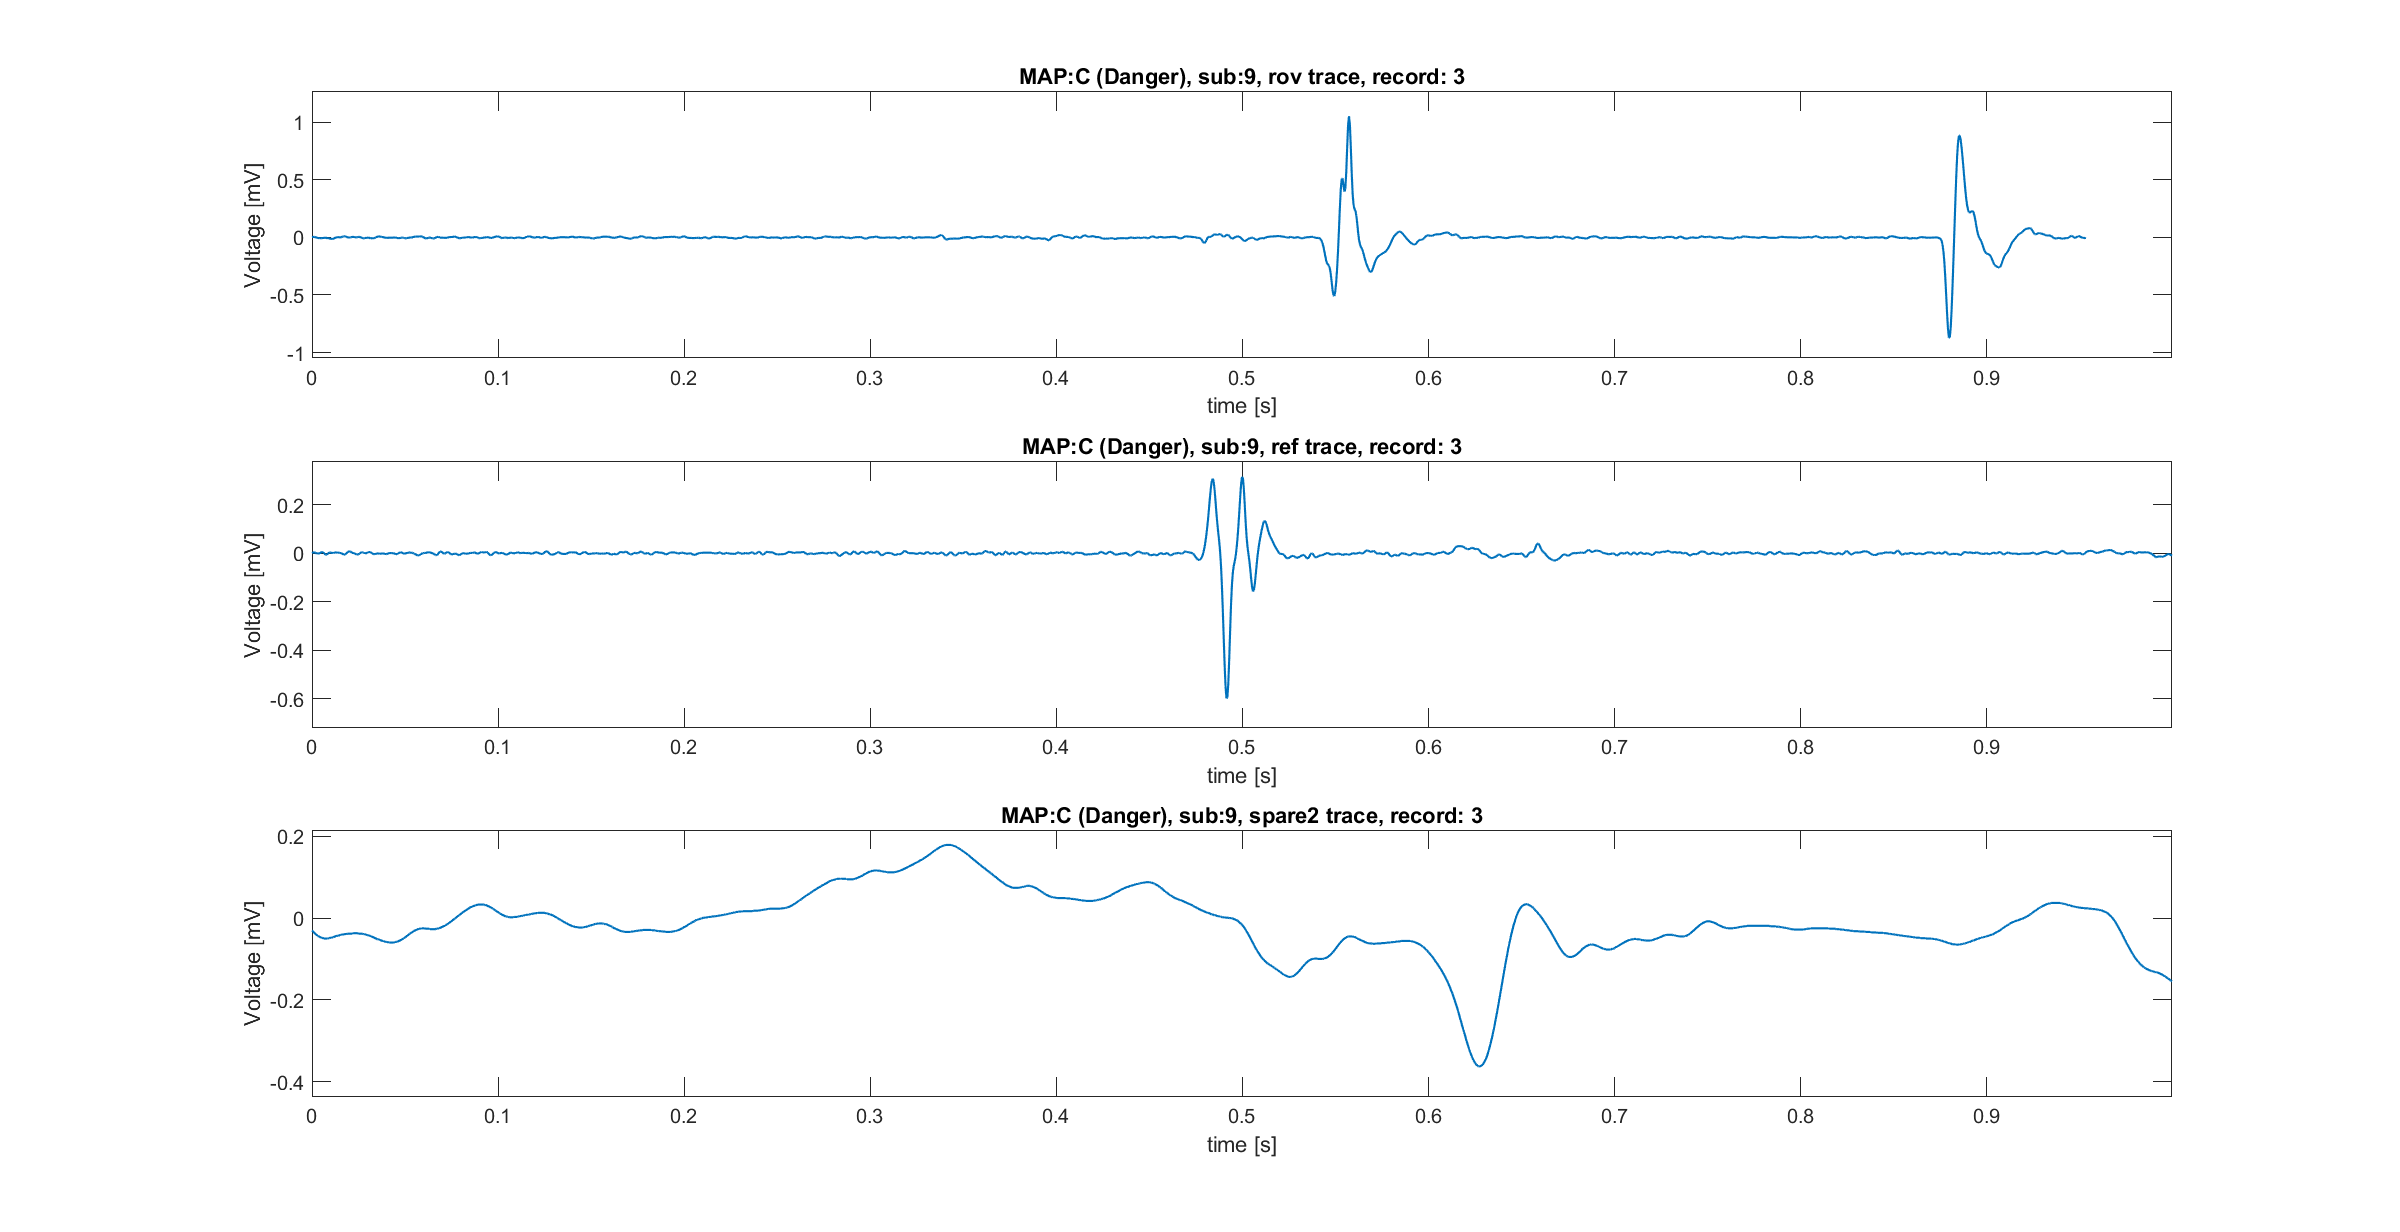 MAP:C (Danger), sub:9, rov trace, record: 3
Voltage [mV]
1
0.5
0
-0.5
-1
0 0.1 0.2 0.3 0.4 0.5 0.6 0.7 0.8 0.9
time [s]
MAP:C (Danger), sub:9, ref trace, record: 3
Voltage [mV]
0.2
0
-0.2
-0.4
-0.6
0 0.1 0.2 0.3 0.4 0.5 0.6 0.7 0.8 0.9
time [s]
MAP:C (Danger), sub:9, spare2 trace, record: 3
Voltage [mV]
0.2
0
-0.2
-0.4
0 0.1 0.2 0.3 0.4 0.5 0.6 0.7 0.8 0.9
time [s]